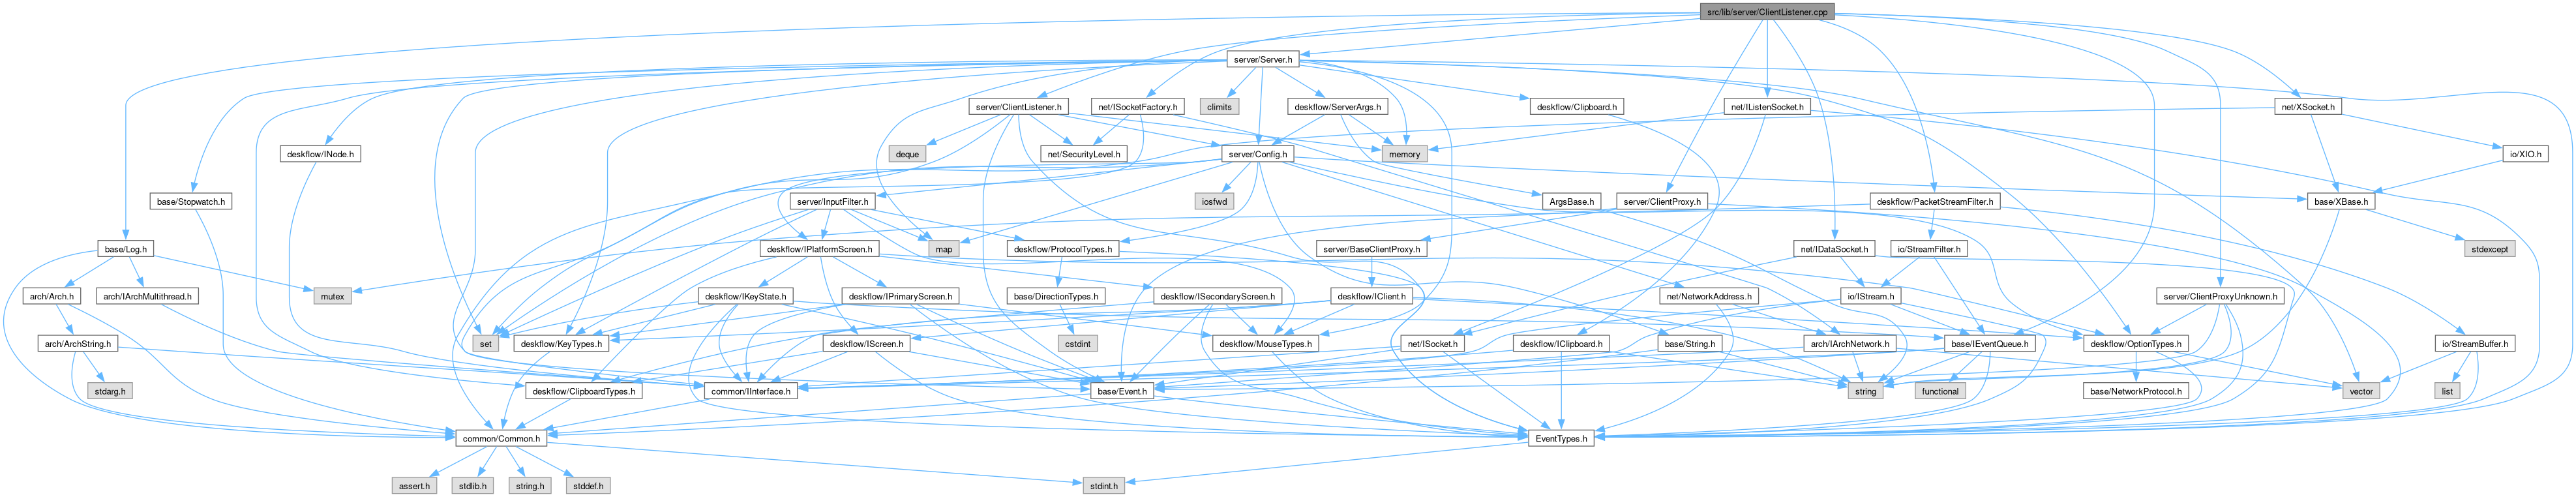 src/lib/server/ClientListener.cpp
server/Server.h
server/ClientListener.h
net/ISocketFactory.h
climits
deskflow/ServerArgs.h
deskflow/Clipboard.h
net/IListenSocket.h
net/XSocket.h
deskflow/INode.h
deque
net/SecurityLevel.h
server/Config.h
memory
io/XIO.h
base/Stopwatch.h
server/InputFilter.h
iosfwd
ArgsBase.h
server/ClientProxy.h
deskflow/PacketStreamFilter.h
base/XBase.h
base/Log.h
deskflow/IPlatformScreen.h
map
deskflow/ProtocolTypes.h
server/BaseClientProxy.h
net/IDataSocket.h
io/StreamFilter.h
stdexcept
arch/Arch.h
arch/IArchMultithread.h
mutex
deskflow/IKeyState.h
deskflow/IPrimaryScreen.h
base/DirectionTypes.h
deskflow/ISecondaryScreen.h
deskflow/IClient.h
net/NetworkAddress.h
io/IStream.h
server/ClientProxyUnknown.h
arch/ArchString.h
set
deskflow/KeyTypes.h
deskflow/IScreen.h
cstdint
deskflow/MouseTypes.h
net/ISocket.h
deskflow/IClipboard.h
base/String.h
arch/IArchNetwork.h
base/IEventQueue.h
deskflow/OptionTypes.h
io/StreamBuffer.h
stdarg.h
deskflow/ClipboardTypes.h
common/IInterface.h
base/Event.h
string
functional
base/NetworkProtocol.h
vector
list
common/Common.h
EventTypes.h
assert.h
stdlib.h
string.h
stddef.h
stdint.h